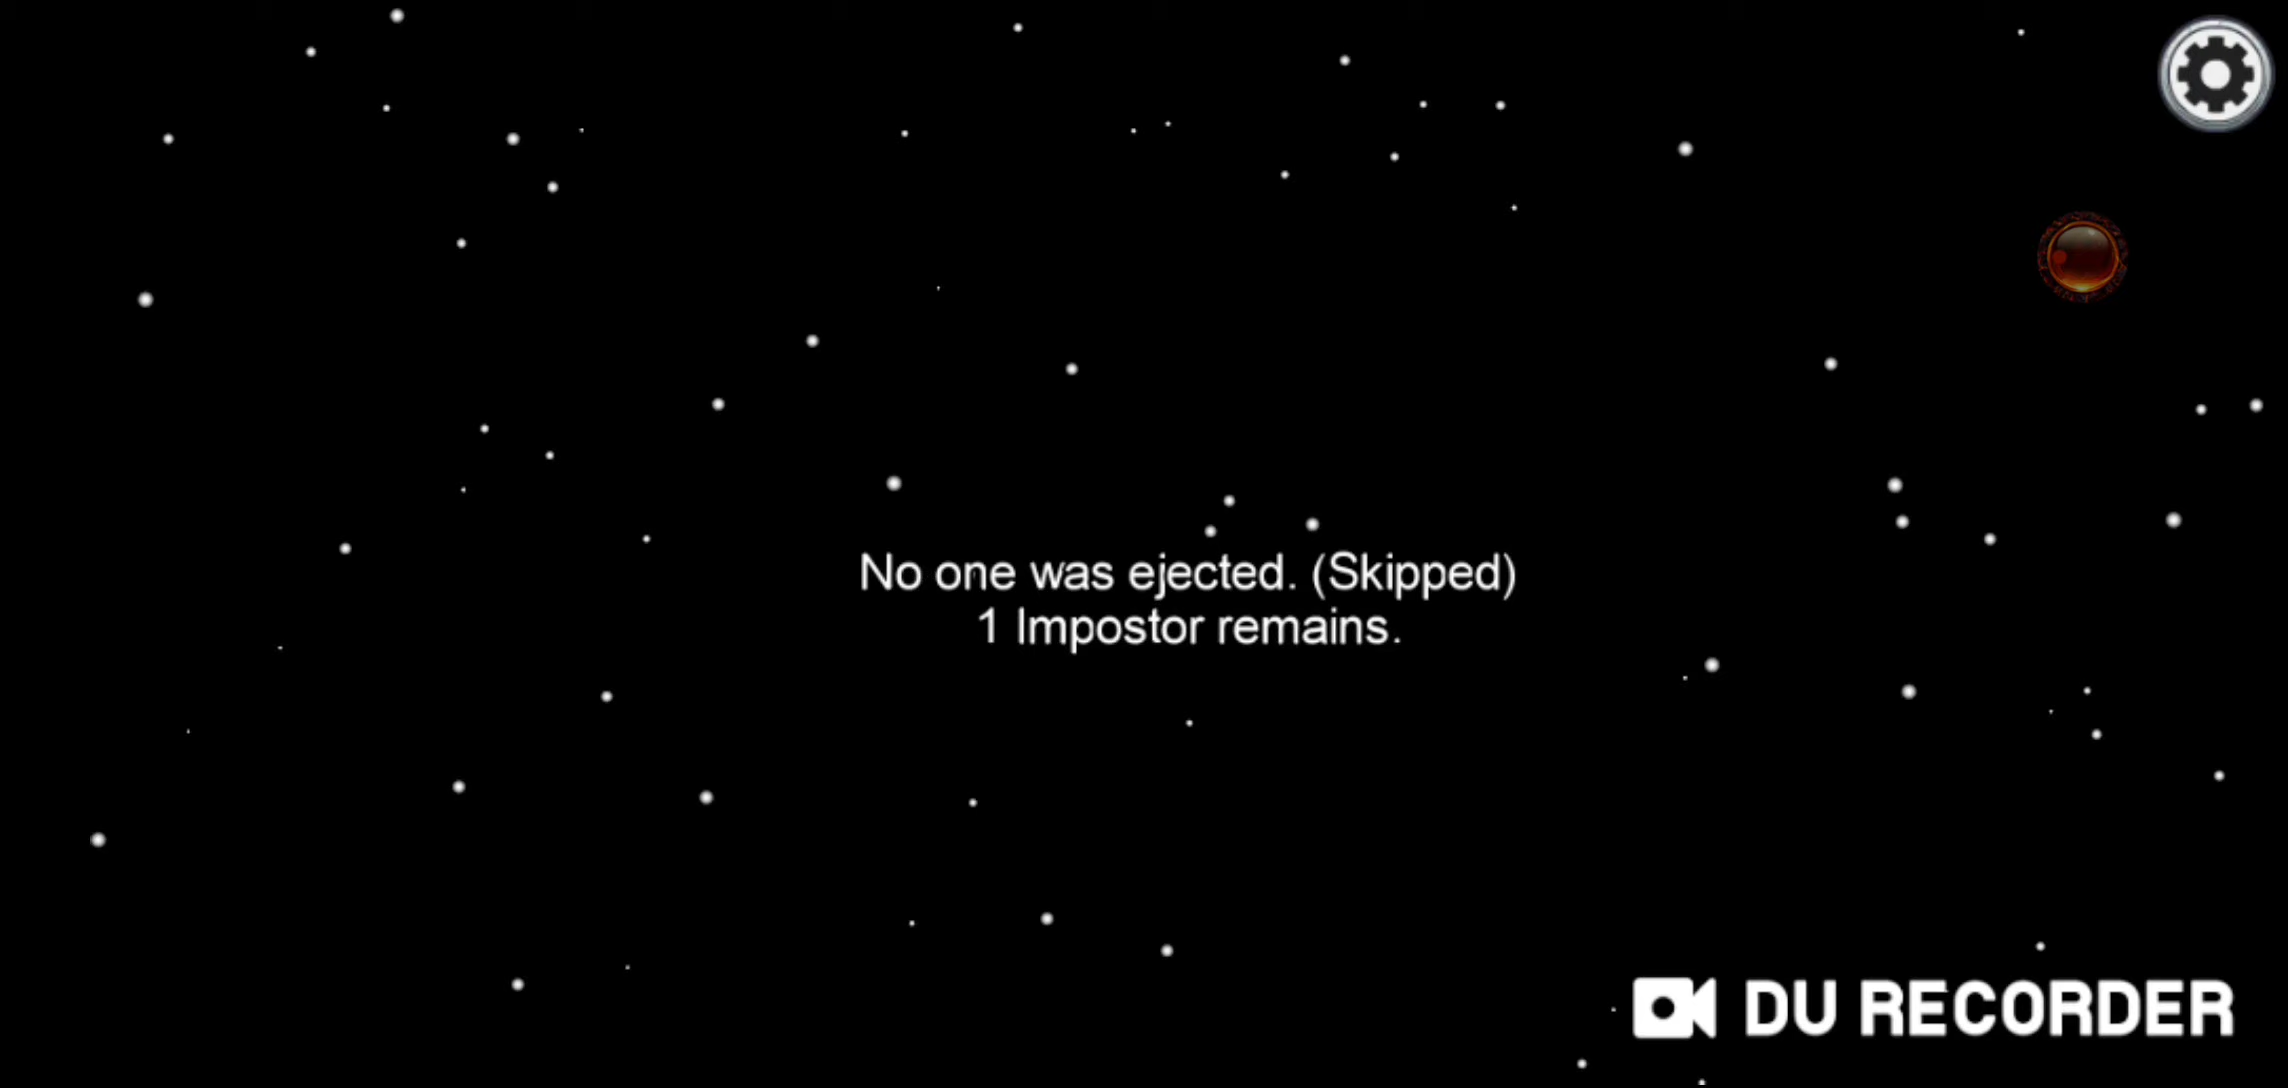 No one was ejected. (Skipped)
1 Impostor remains.
DU RECORDER